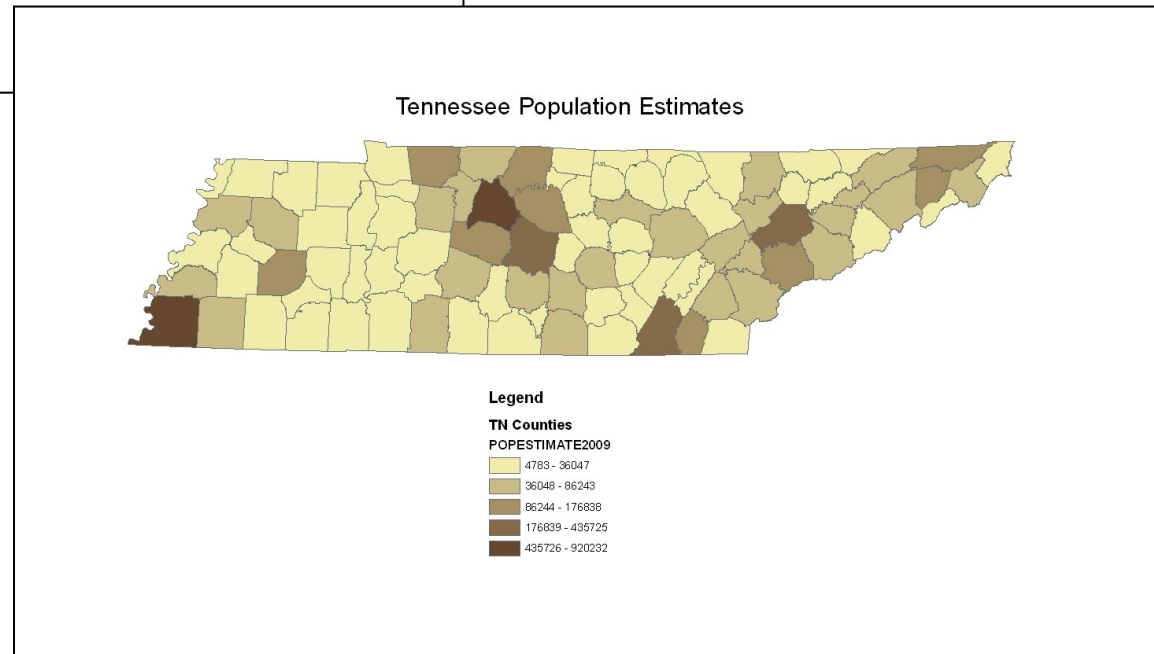 Tennessee Population Estimates
Legend
TN Counties
POPESTIMATE2009
4783 - 36047
36048 - 86243
86244 - 176838
176839 - 435725
435726 - 920232